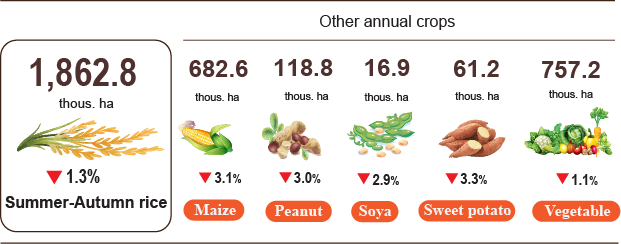 Other annual crops
1,862.8
thous. ha
▼ 1.3%
Summer-Autumn rice
682.6
thous. ha
▼ 3.1%
Maize
118.8
thous. ha
▼ 3.0%
Peanut
16.9
thous. ha
▼ 2.9%
Soya
61.2
thous. ha
▼ 3.3%
Sweet potato
757.2
thous. ha
▼ 1.1%
Vegetable